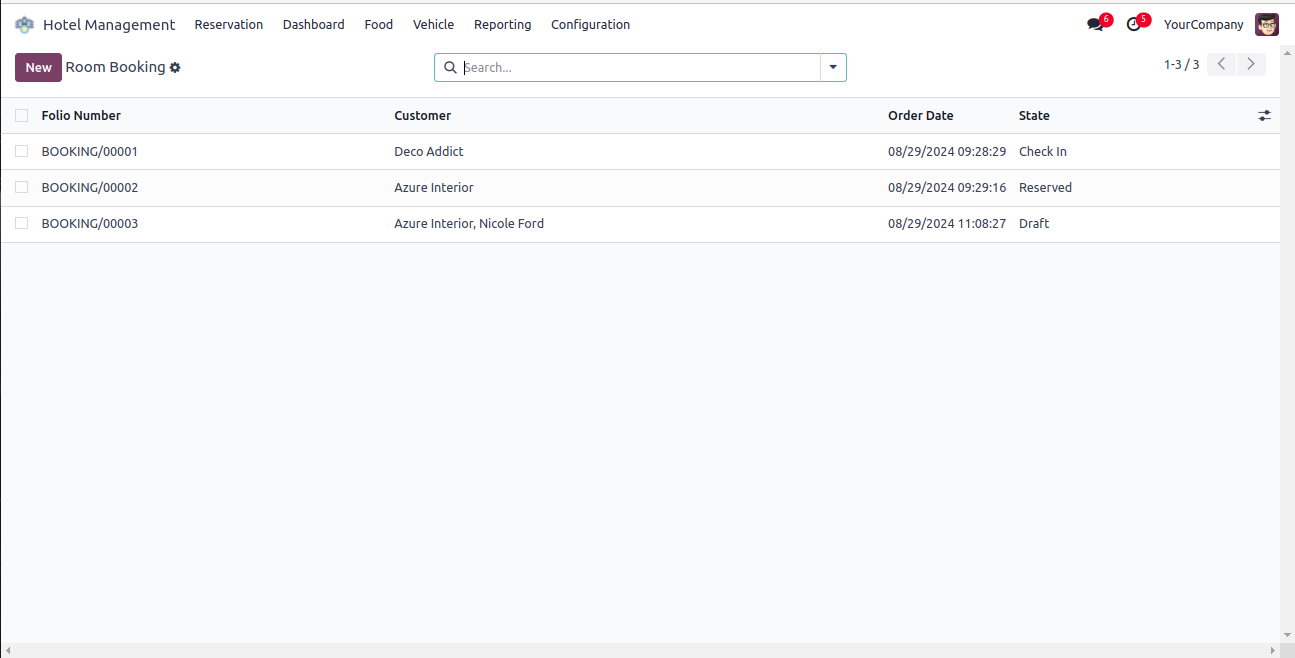 Hotel Management Reservation Dashboard Food Vehicle Reporting Configuration 6 5 YourCompany
New Room Booking Search... 1-3 / 3
Folio Number Customer Order Date State
BOOKING/00001 Deco Addict 08/29/2024 09:28:29 Check In
BOOKING/00002 Azure Interior 08/29/2024 09:29:16 Reserved
BOOKING/00003 Azure Interior, Nicole Ford 08/29/2024 11:08:27 Draft